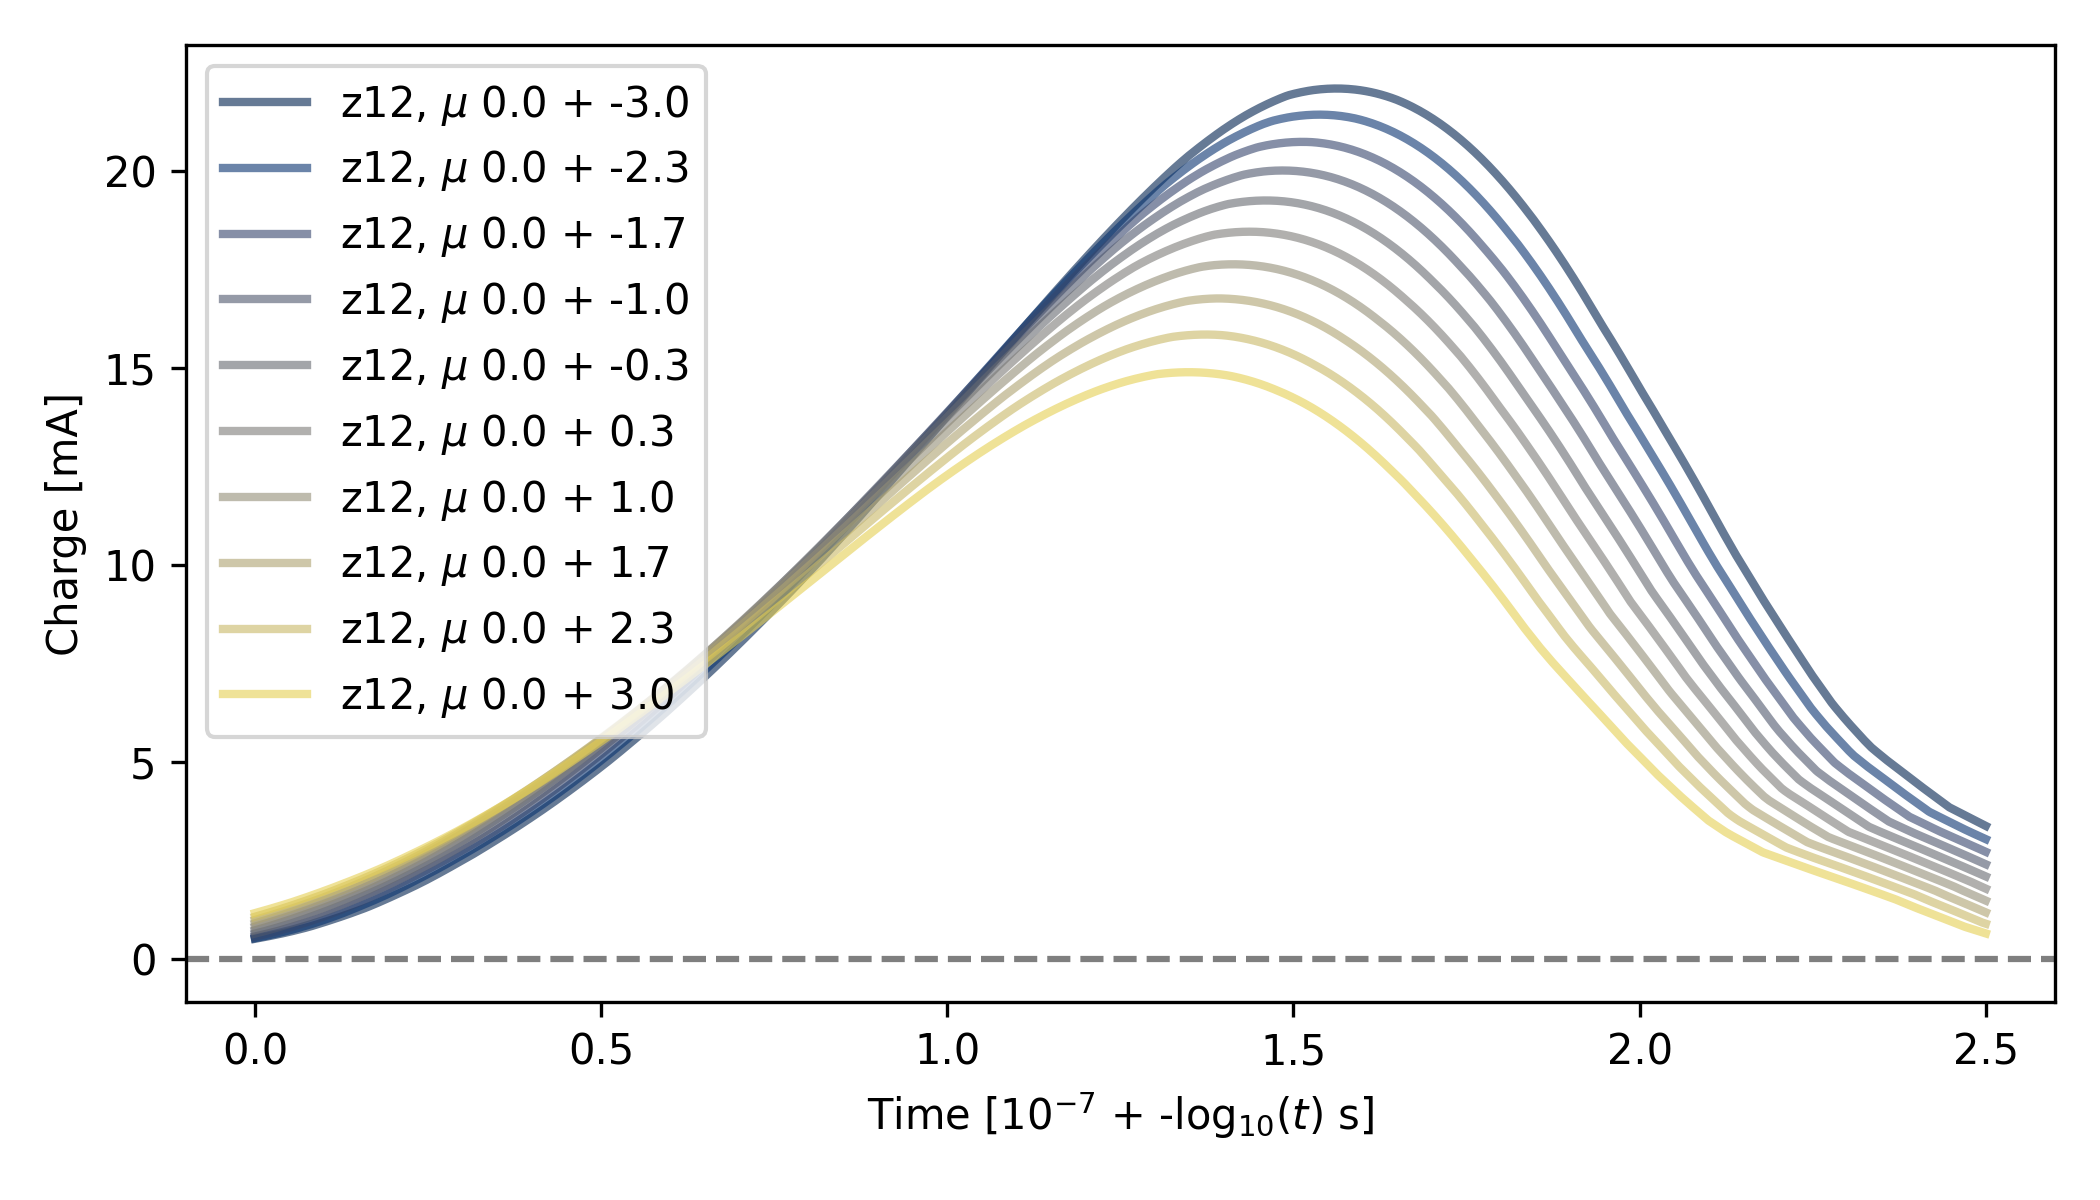 z12, μ 0.0 + -3.0
z12, μ 0.0 + -2.3
z12, μ 0.0 + -1.7
z12, μ 0.0 + -1.0
z12, μ 0.0 + -0.3
z12, μ 0.0 + 0.3
z12, μ 0.0 + 1.0
z12, μ 0.0 + 1.7
z12, μ 0.0 + 2.3
z12, μ 0.0 + 3.0
Charge [mA]
20
15
10
5
0
0.0 0.5 1.0 1.5 2.0 2.5
Time [10⁻⁷ + -log₁₀(t) s]